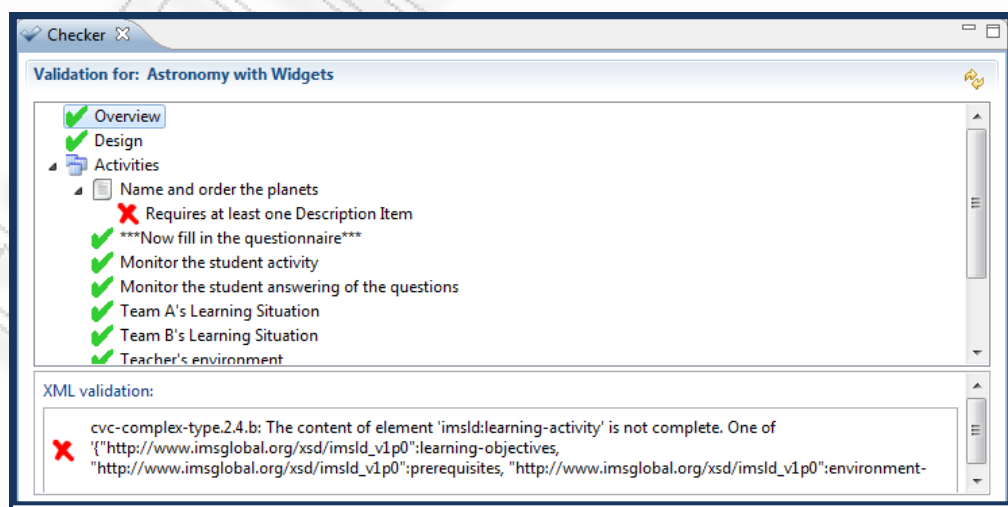 Checker
Validation for: Astronomy with Widgets
Overview
Design
Activities
Name and order the planets
Requires at least one Description Item
***Now fill in the questionnaire***
Monitor the student activity
Monitor the student answering of the questions
Team A's Learning Situation
Team B's Learning Situation
Teacher's environment
XML validation:
cvc-complex-type.2.4.b: The content of element 'imsld:learning-activity' is not complete. One of
'{"http://www.imsglobal.org/xsd/imsld_v1p0":learning-objectives,
"http://www.imsglobal.org/xsd/imsld_v1p0":prerequisites, "http://www.imsglobal.org/xsd/imsld_v1p0":environment-